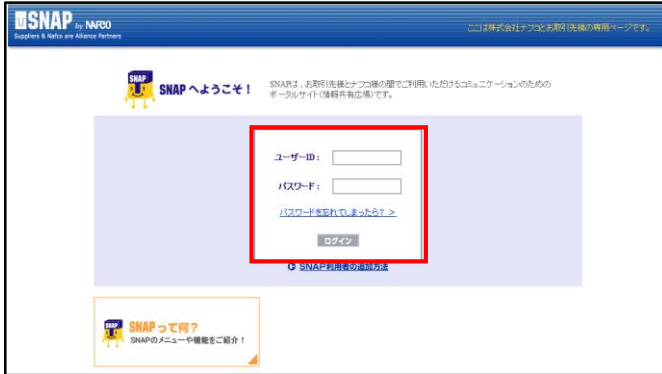 SNAP by NAFCO
Suppliers & Nafco are Alliance Partners
ここは株式会社ナフコとお取引先様の専用ページです。
SNAP
SNAP へようこそ！
SNAPは、お取引先様とナフコ様の間でご利用いただけるコミュニケーションのための
ポータルサイト（情報共有広場）です。
ユーザーID：
パスワード：
パスワードを忘れてしまったら？ ＞
ログイン
SNAP利用者の追加方法
SNAP
SNAP って何？
SNAPのメニューや機能をご紹介！